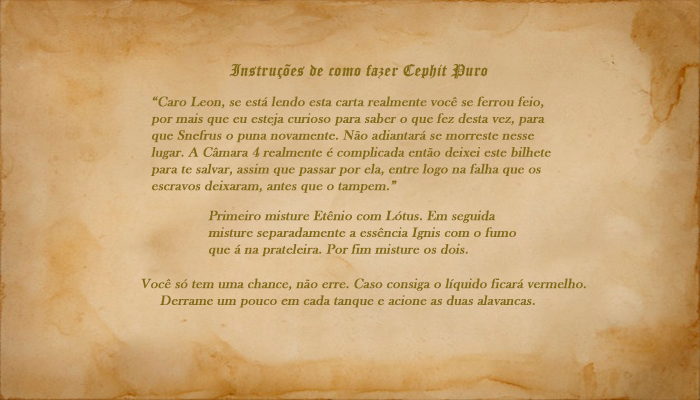 Instruções de como fazer Cephit Puro
“Caro Leon, se está lendo esta carta realmente você se ferrou feio,
por mais que eu esteja curioso para saber o que fez desta vez, para
que Snefrus o puna novamente. Não adiantará se morreste nesse
lugar. A Câmara 4 realmente é complicada então deixei este bilhete
para te salvar, assim que passar por ela, entre logo na falha que os
escravos deixaram, antes que o tampem.”
Primeiro misture Etênio com Lótus. Em seguida
misture separadamente a essência Ignis com o fumo
que á na prateleira. Por fim misture os dois.
Você só tem uma chance, não erre. Caso consiga o líquido ficará vermelho.
Derrame um pouco em cada tanque e acione as duas alavancas.